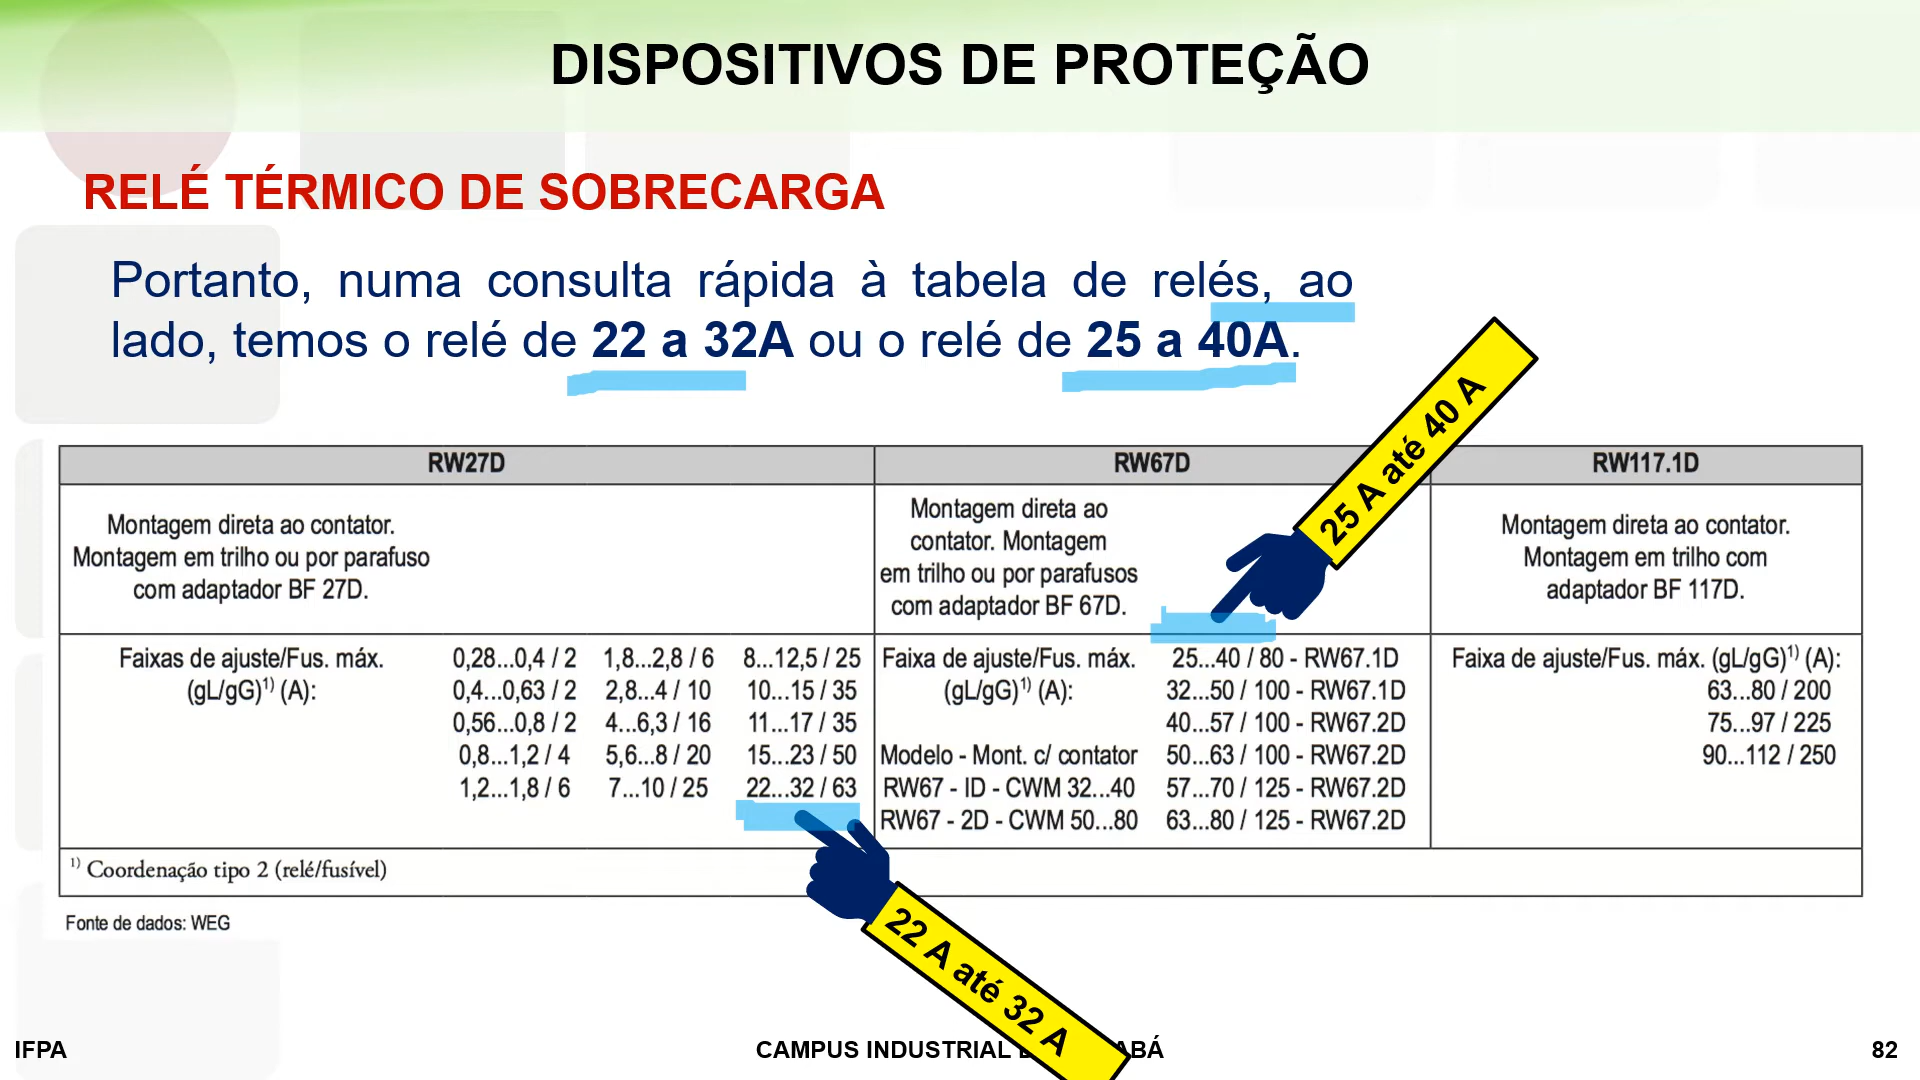 DISPOSITIVOS DE PROTEÇÃO
RELÉ TÉRMICO DE SOBRECARGA
Portanto, numa consulta rápida à tabela de relés, ao
lado, temos o relé de 22 a 32A ou o relé de 25 a 40A.
25 A até 40 A
RW27D
Montagem direta ao contator.
Montagem em trilho ou por parafuso
com adaptador BF 27D.
Faixas de ajuste/Fus. máx.
(gL/gG)1) (A):
0,28...0,4 / 2 1,8...2,8 / 6 8...12,5 / 25
0,4...0,63 / 2 2,8...4 / 10 10...15 / 35
0,56...0,8 / 2 4...6,3 / 16 11...17 / 35
0,8...1,2 / 4 5,6...8 / 20 15...23 / 50
1,2...1,8 / 6 7...10 / 25 22...32 / 63
RW67D
Montagem direta ao
contator. Montagem
em trilho ou por parafusos
com adaptador BF 67D.
Faixa de ajuste/Fus. máx. 25...40 / 80 - RW67.1D
(gL/gG)1) (A): 32...50 / 100 - RW67.1D
40...57 / 100 - RW67.2D
Modelo - Mont. c/ contator 50...63 / 100 - RW67.2D
RW67 - ID - CWM 32...40 57...70 / 125 - RW67.2D
RW67 - 2D - CWM 50...80 63...80 / 125 - RW67.2D
RW117.1D
Montagem direta ao contator.
Montagem em trilho com
adaptador BF 117D.
Faixa de ajuste/Fus. máx. (gL/gG)1) (A):
63...80 / 200
75...97 / 225
90...112 / 250
1) Coordenação tipo 2 (relé/fusível)
Fonte de dados: WEG
22 A até 32 A
IFPA
CAMPUS INDUSTRIAL
82